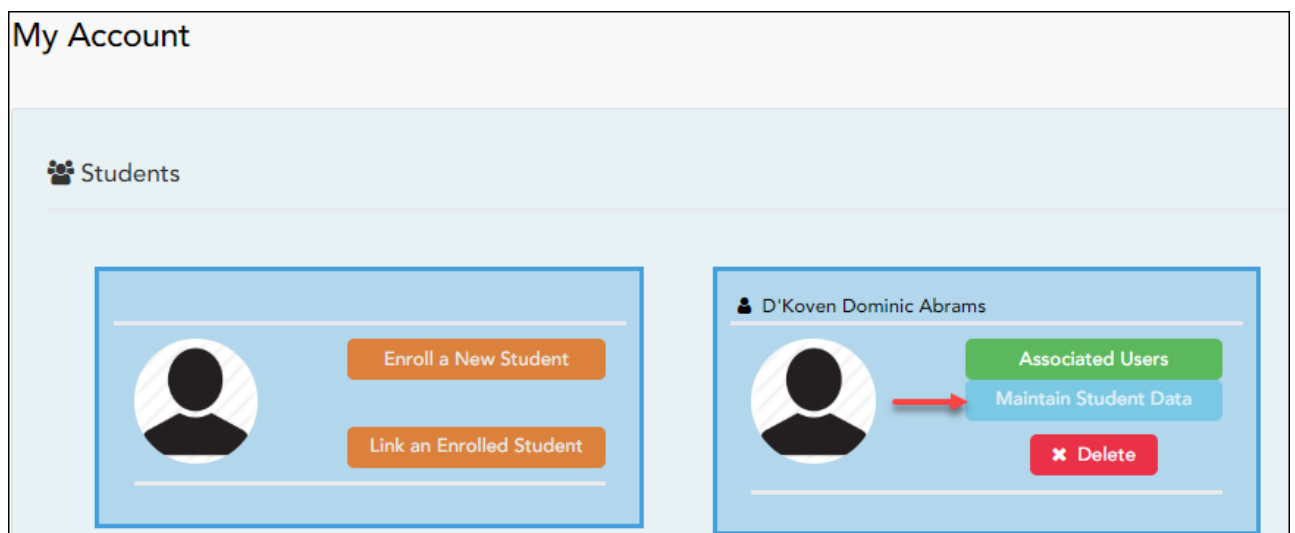 My Account
Students
Enroll a New Student
Link an Enrolled Student
D'Koven Dominic Abrams
Associated Users
Maintain Student Data
✖ Delete